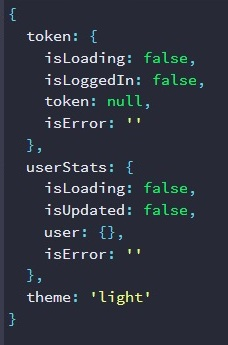 {
  token: {
    isLoading: false,
    isLoggedIn: false,
    token: null,
    isError: ''
  },
  userStats: {
    isLoading: false,
    isUpdated: false,
    user: {},
    isError: ''
  },
  theme: 'light'
}